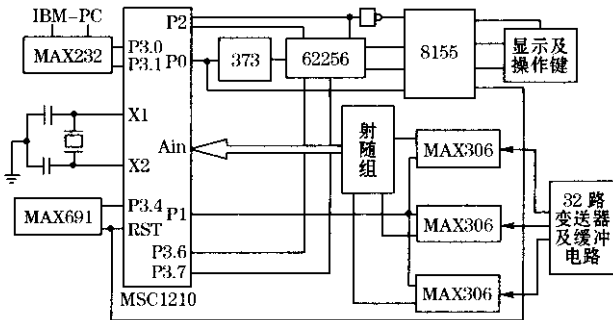 IBM-PC
MAX232
P3.0
P3.1
X1
X2
MAX691
P3.4
RST
P2
P0
Ain
P1
P3.6
P3.7
MSC1210
373
62256
8155
显示及
操作键
射随组
MAX306
MAX306
MAX306
32 路
变送器
及缓冲
电路